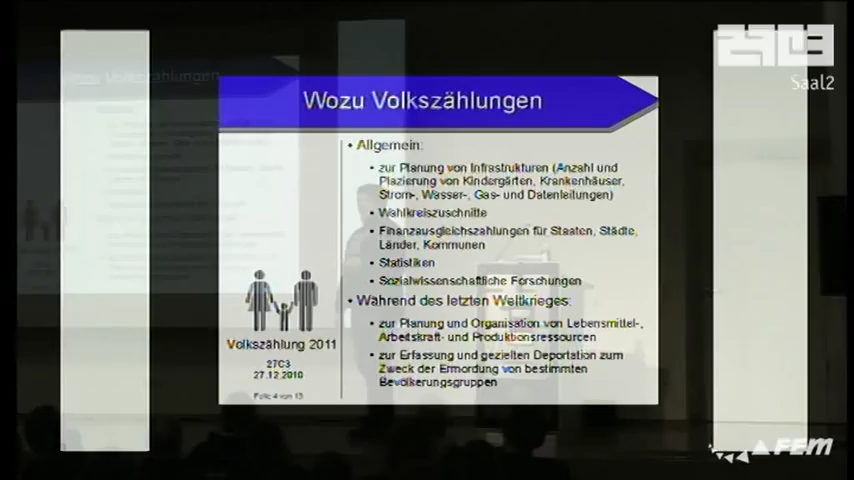 27C3
Saal2
Volkszählungen
Wozu Volkszählungen
• Allgemein:
• zur Planung von Infrastrukturen (Anzahl und
Plazierung von Kindergärten, Krankenhäuser,
Strom-, Wasser-, Gas- und Datenleitungen)
• Wahlkreiszuschnitte
• Finanzausgleichszahlungen für Staaten, Städte,
Länder, Kommunen
• Statistiken
• Sozialwissenschaftliche Forschungen
• Während des letzten Weltkrieges:
• zur Planung und Organisation von Lebensmittel-,
Arbeitskraft- und Produktionsressourcen
• zur Erfassung und gezielten Deportation zum
Zweck der Ermordung von bestimmten
Bevölkerungsgruppen
Volkszählung 2011
27C3
27.12.2010
Folie 4 von 13
FEM